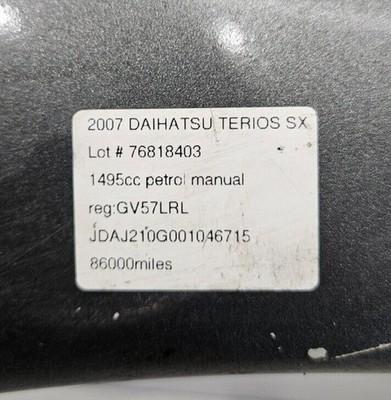 2007 DAIHATSU TERIOS SX
Lot # 76818403
1495cc petrol manual
reg:GV57LRL
JDAJ210G001046715
86000miles